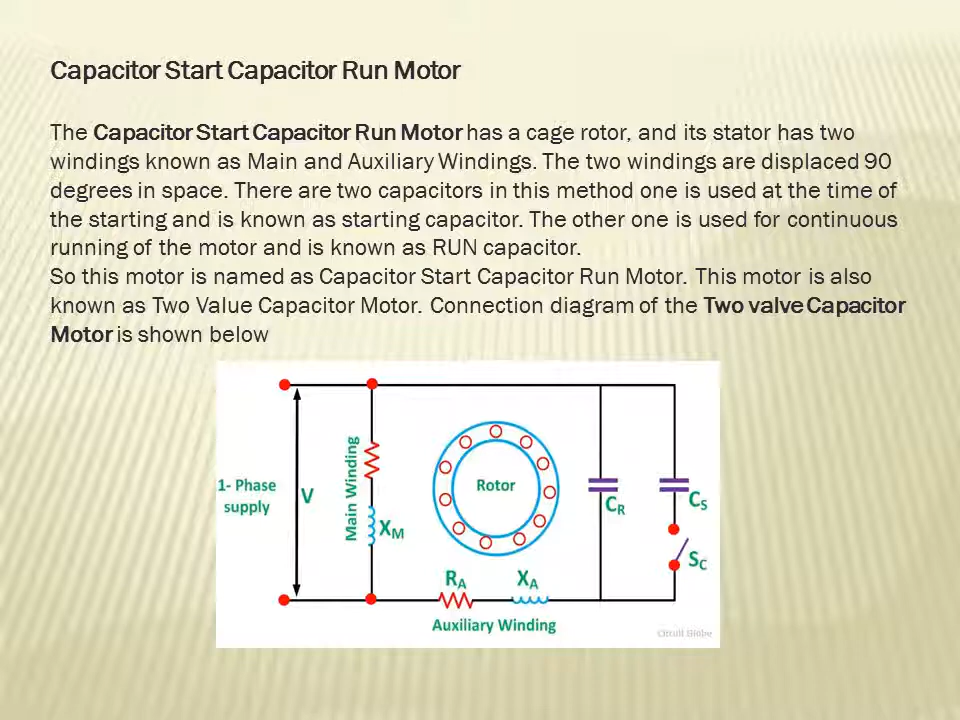 Capacitor Start Capacitor Run Motor
The Capacitor Start Capacitor Run Motor has a cage rotor, and its stator has two
windings known as Main and Auxiliary Windings. The two windings are displaced 90
degrees in space. There are two capacitors in this method one is used at the time of
the starting and is known as starting capacitor. The other one is used for continuous
running of the motor and is known as RUN capacitor.
So this motor is named as Capacitor Start Capacitor Run Motor. This motor is also
known as Two Value Capacitor Motor. Connection diagram of the Two valve Capacitor
Motor is shown below
1- Phase
supply
V
Main Winding
XM
Rotor
CR
CS
SC
RA
XA
Auxiliary Winding
Circuit Globe